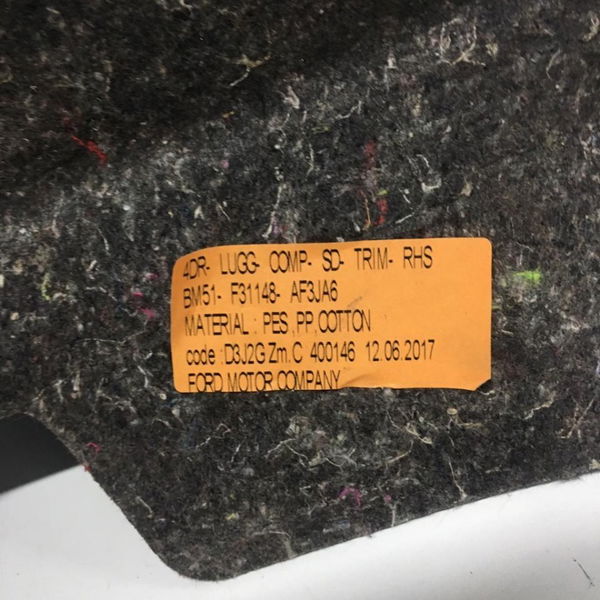 4DR- LUGG- COMP- SD- TRIM- RHS
BM51- F31148- AF3JA6
MATERIAL : PES, PP, COTTON
code : D3J2G Zm. C 400146 12.06.2017
FORD MOTOR COMPANY